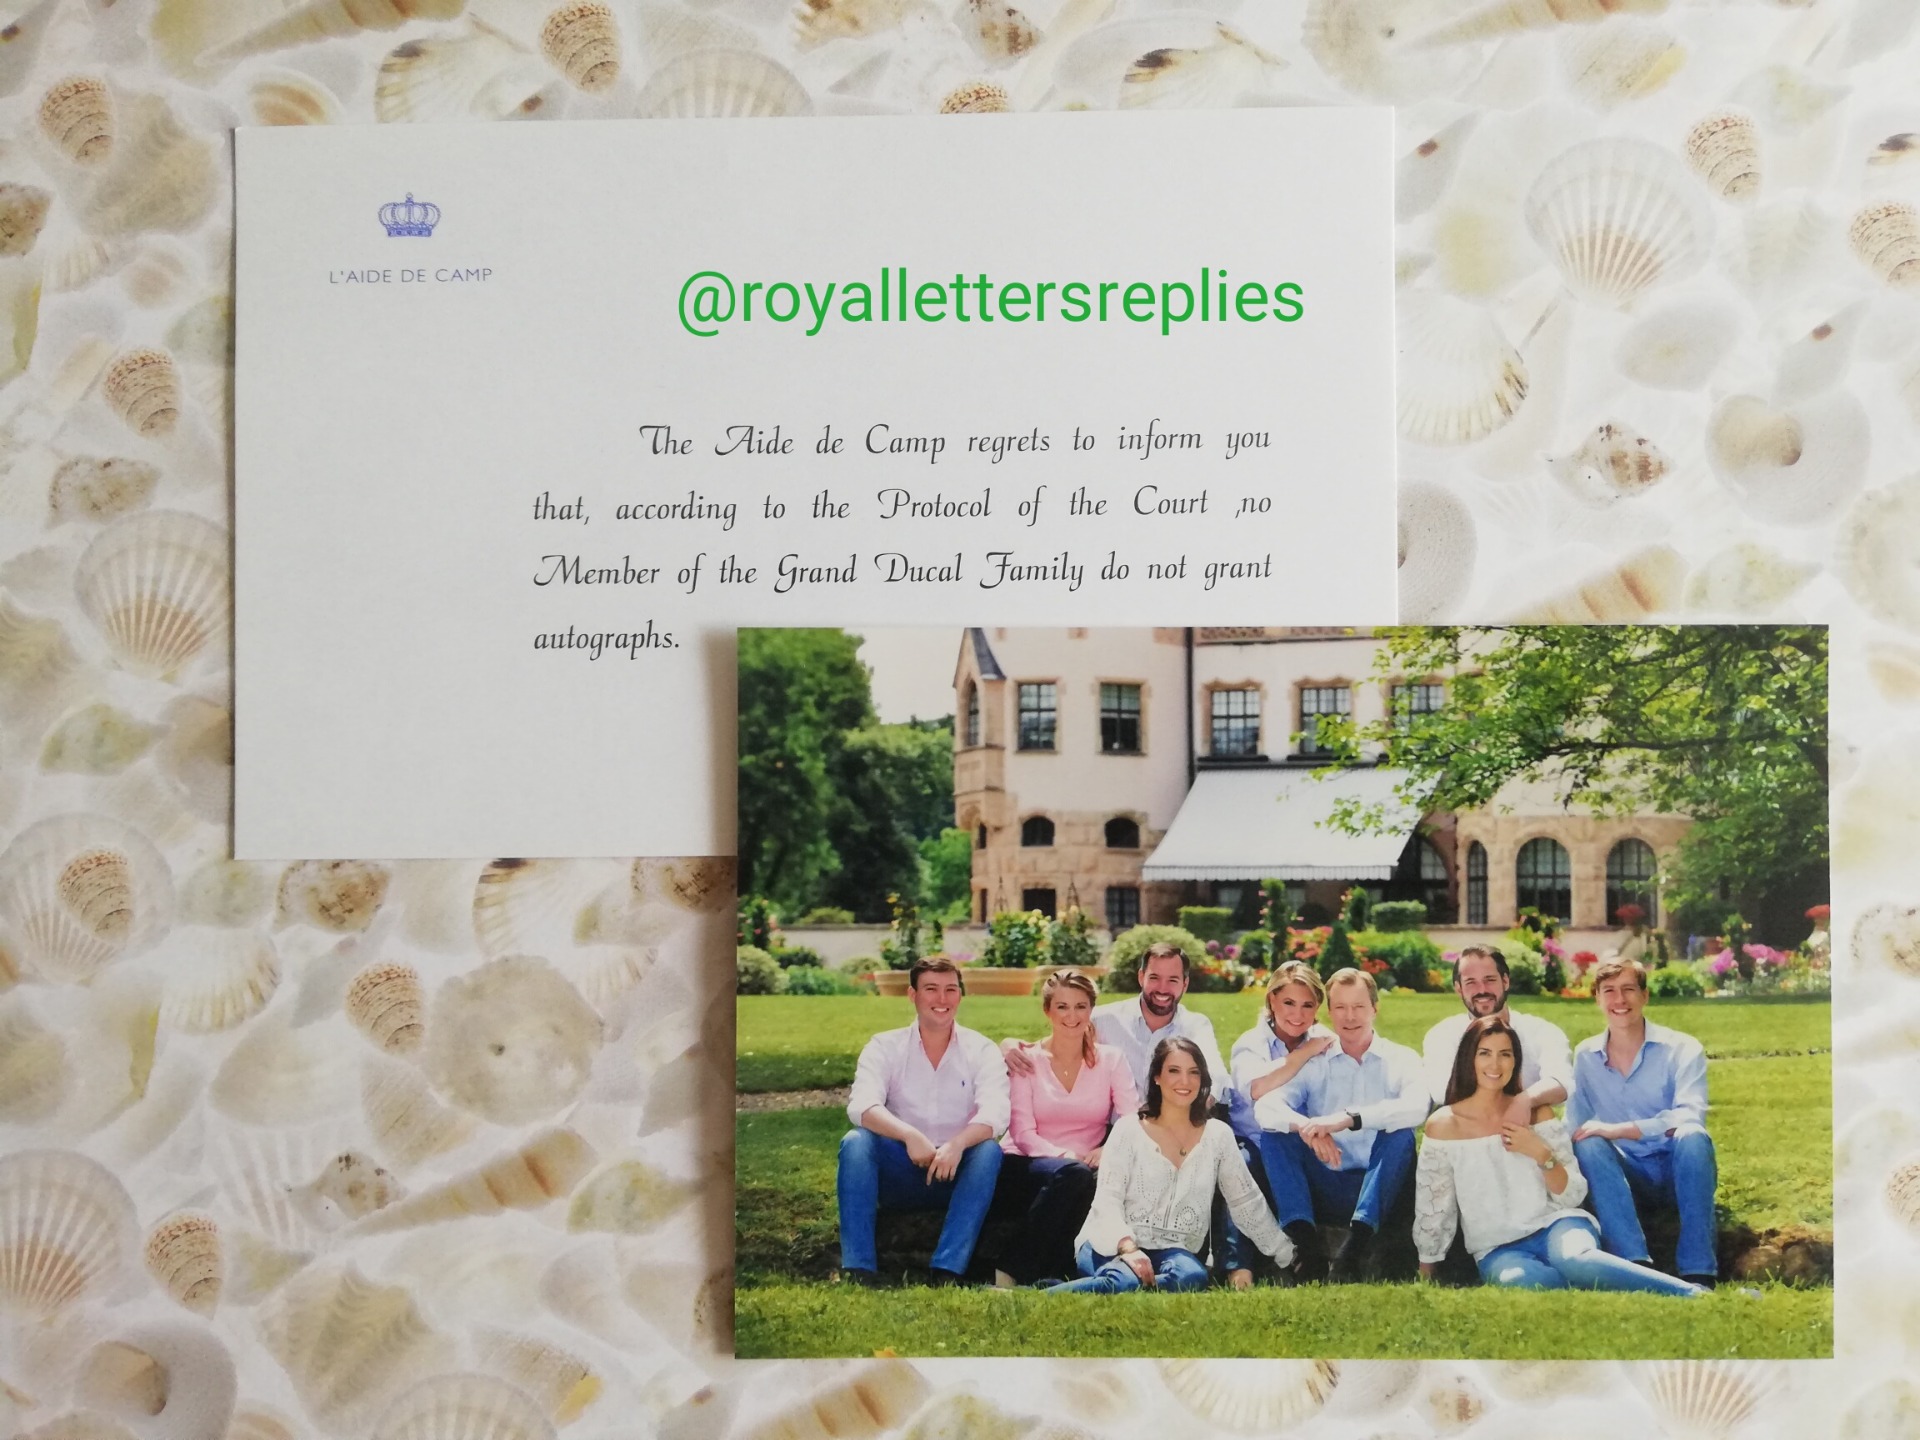 L'AIDE DE CAMP
@royallettersreplies
The Aide de Camp regrets to inform you
that, according to the Protocol of the Court ,no
Member of the Grand Ducal Family do not grant
autographs.